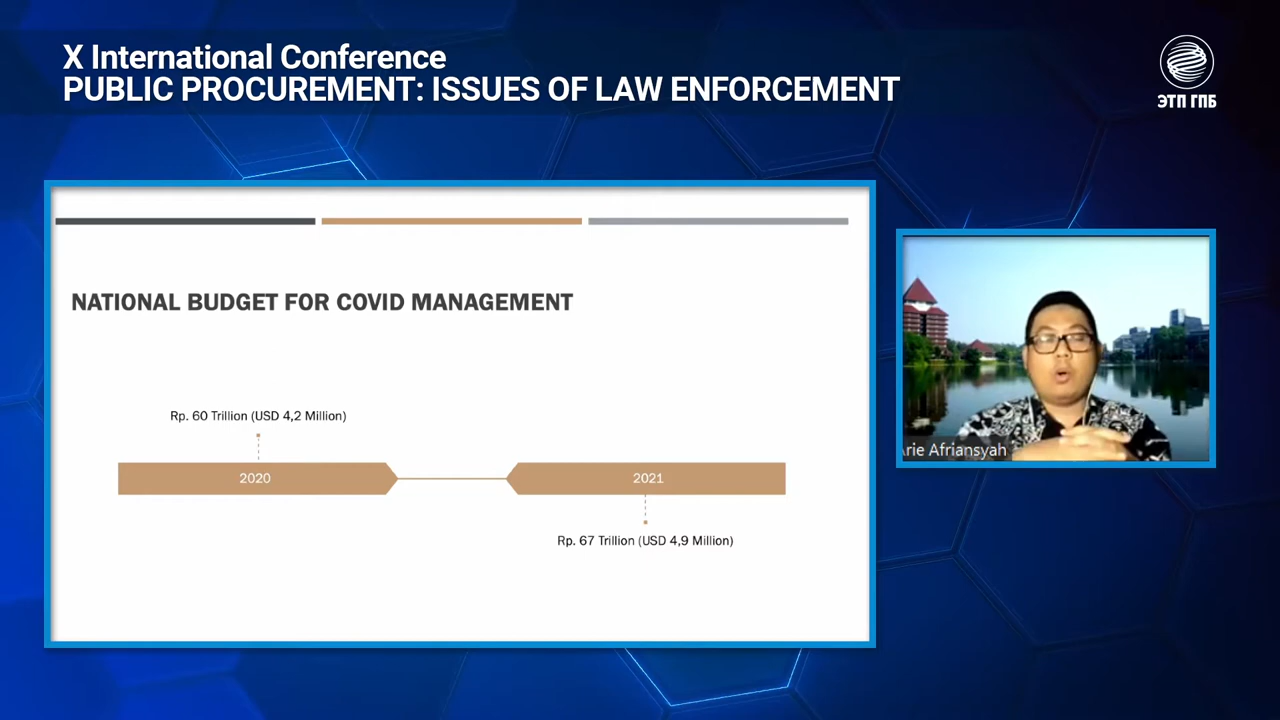 X International Conference
PUBLIC PROCUREMENT: ISSUES OF LAW ENFORCEMENT
ЭТП ГПБ
NATIONAL BUDGET FOR COVID MANAGEMENT
Rp. 60 Trillion (USD 4,2 Million)
2020
2021
Rp. 67 Trillion (USD 4,9 Million)
rie Afriansyah